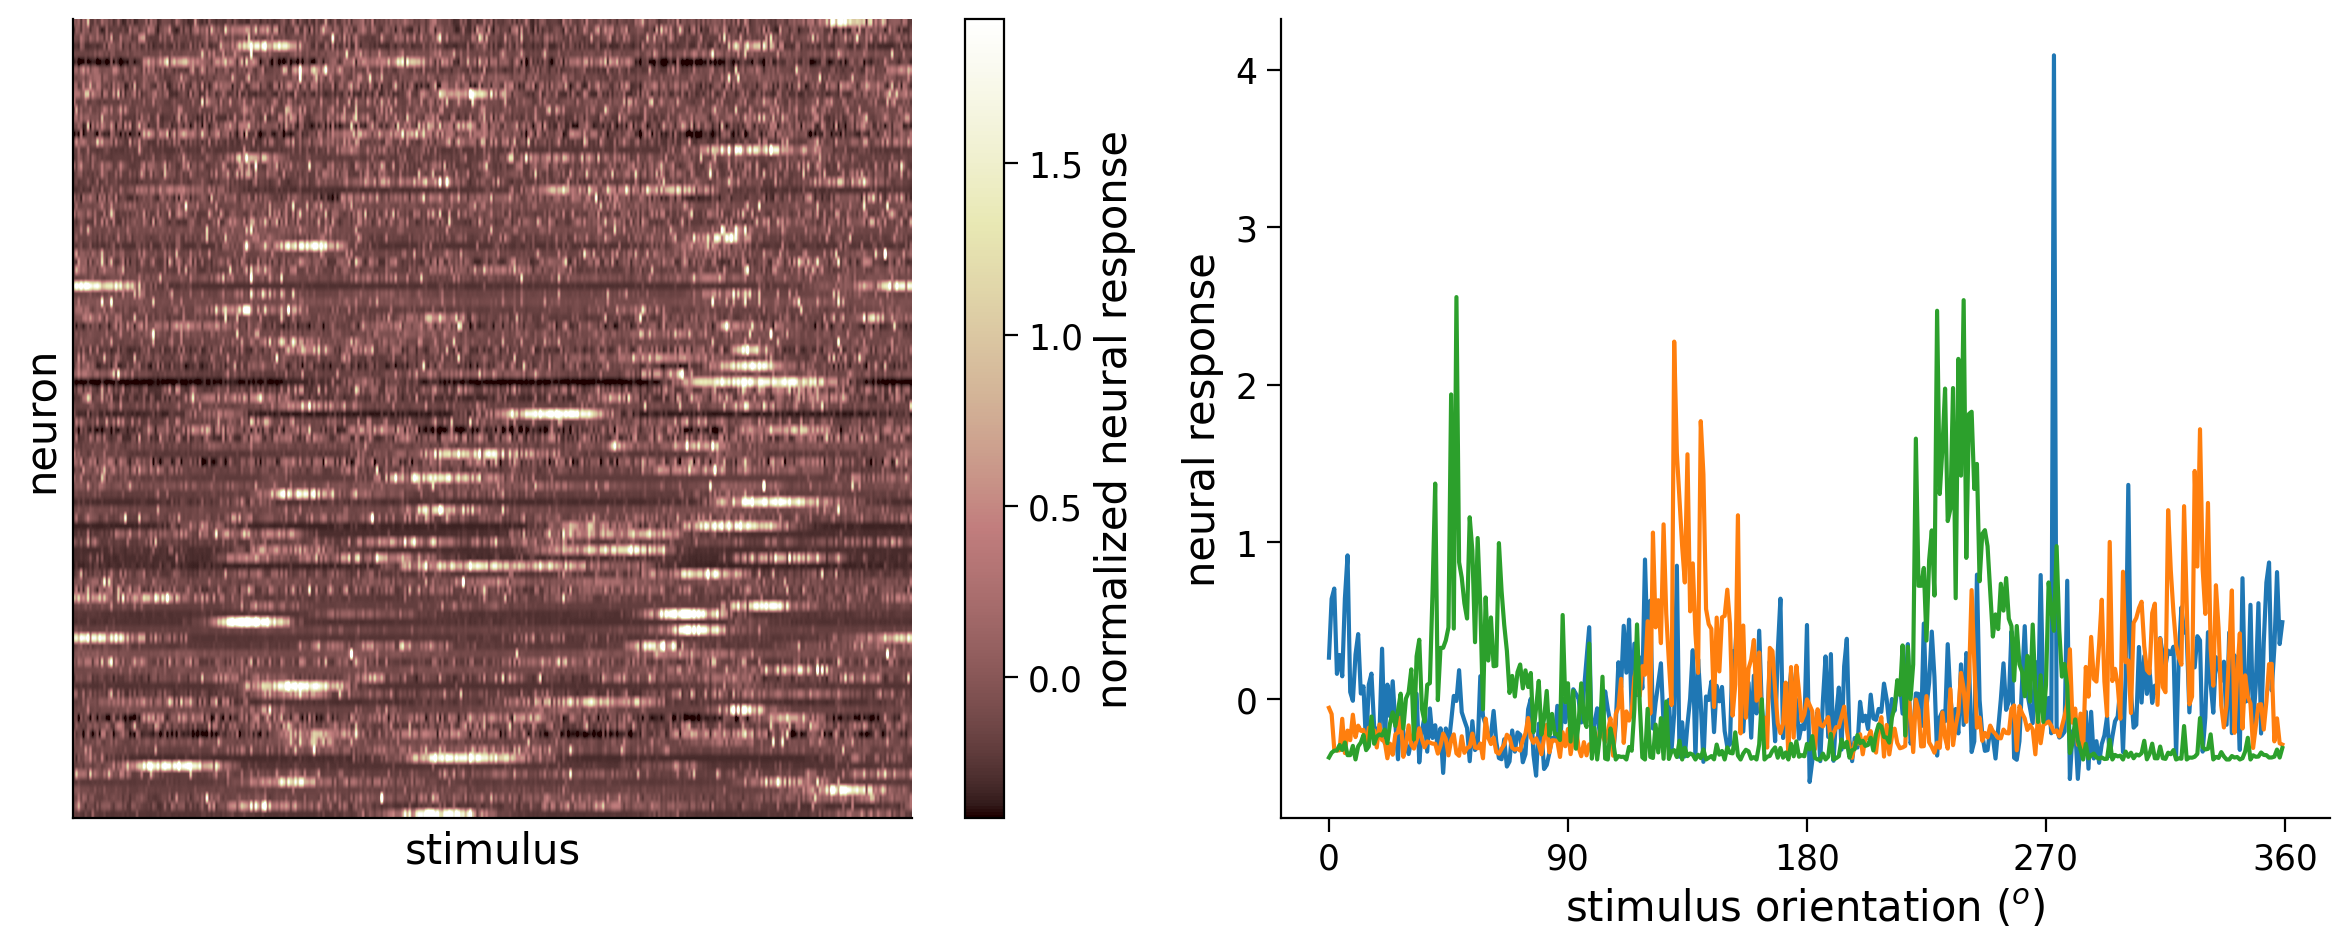 neuron
stimulus
1.5
1.0
0.5
0.0
normalized neural response
neural response
4
3
2
1
0
0 90 180 270 360
stimulus orientation (°)